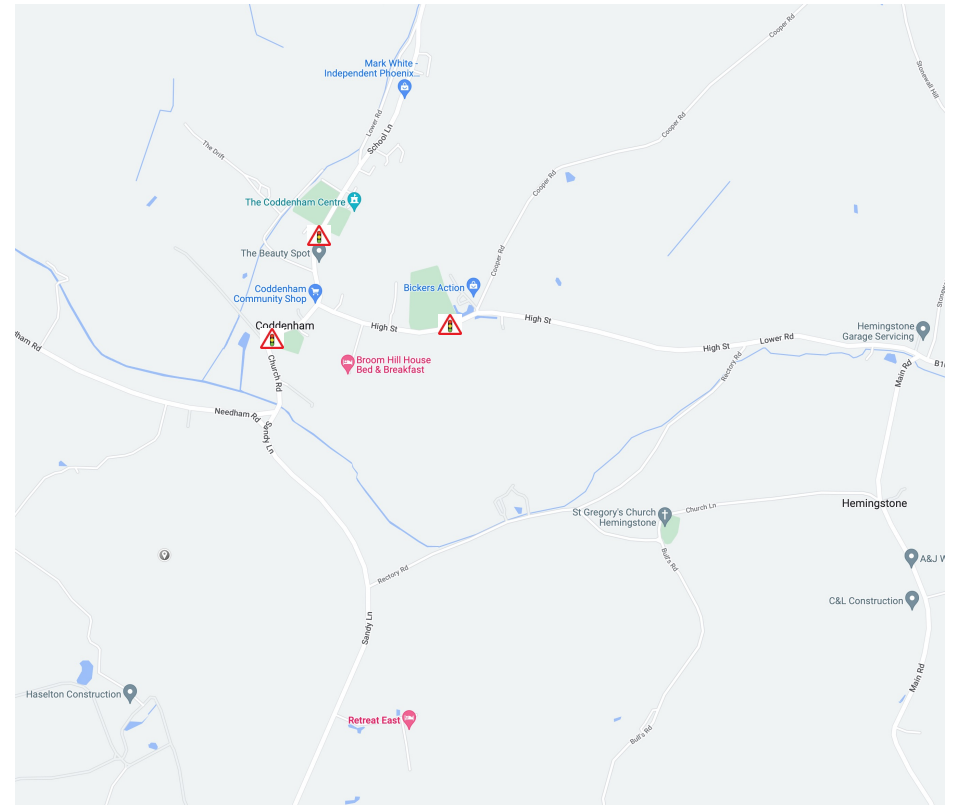 Cooper Rd
Mark White -
Independent Phoenix...
Stonewall Hill
Lower Rd
Cooper Rd
School Ln
The Drift
Cooper Rd
The Coddenham Centre
The Beauty Spot
Cooper Rd
Coddenham
Community Shop
Bickers Action
Coddenham
High St
High St
Hemingstone
Garage Servicing
Lower Rd
High St
Broom Hill House
Bed & Breakfast
Church Rd
Rectory Rd
Main Rd
Needham Rd
Sandy Ln
Hemingstone
St Gregory's Church
Hemingstone
Church Ln
Bull's Rd
A&J W
Rectory Rd
C&L Construction
Sandy Ln
Main Rd
Haselton Construction
Retreat East
Bull's Rd